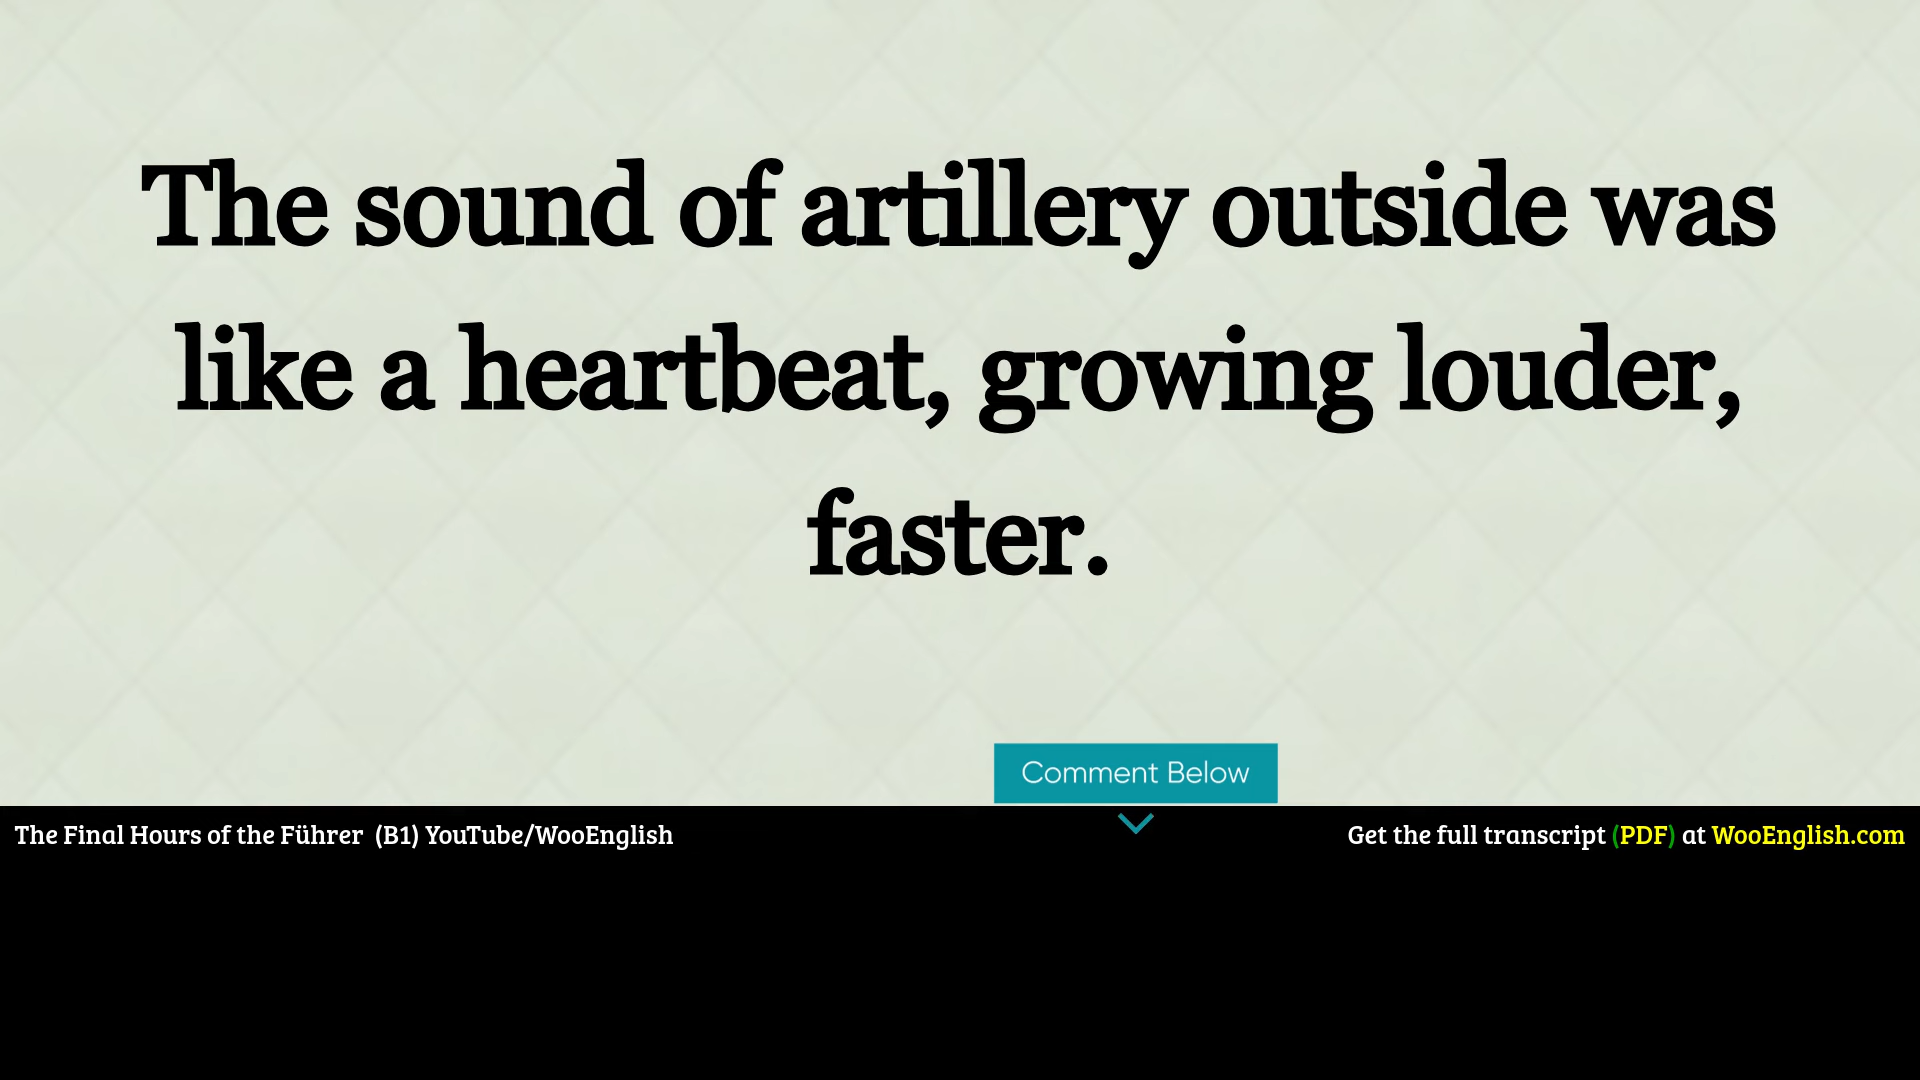 The sound of artillery outside was
like a heartbeat, growing louder,
faster.
Comment Below
The Final Hours of the Führer (B1) YouTube/WooEnglish
Get the full transcript (PDF) at WooEnglish.com